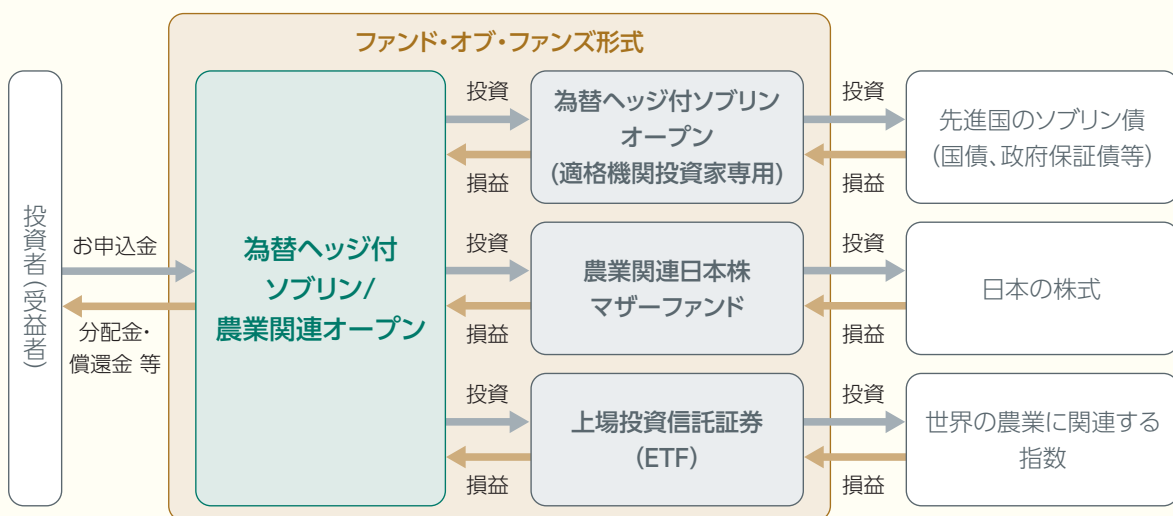 ファンド・オブ・ファンズ形式
投資者(受益者)
お申込金
分配金・
償還金 等
為替ヘッジ付
ソブリン/
農業関連オープン
投資
損益
為替ヘッジ付ソブリン
オープン
(適格機関投資家専用)
投資
損益
先進国のソブリン債
(国債、政府保証債等)
投資
損益
農業関連日本株
マザーファンド
投資
損益
日本の株式
投資
損益
上場投資信託証券
(ETF)
投資
損益
世界の農業に関連する
指数